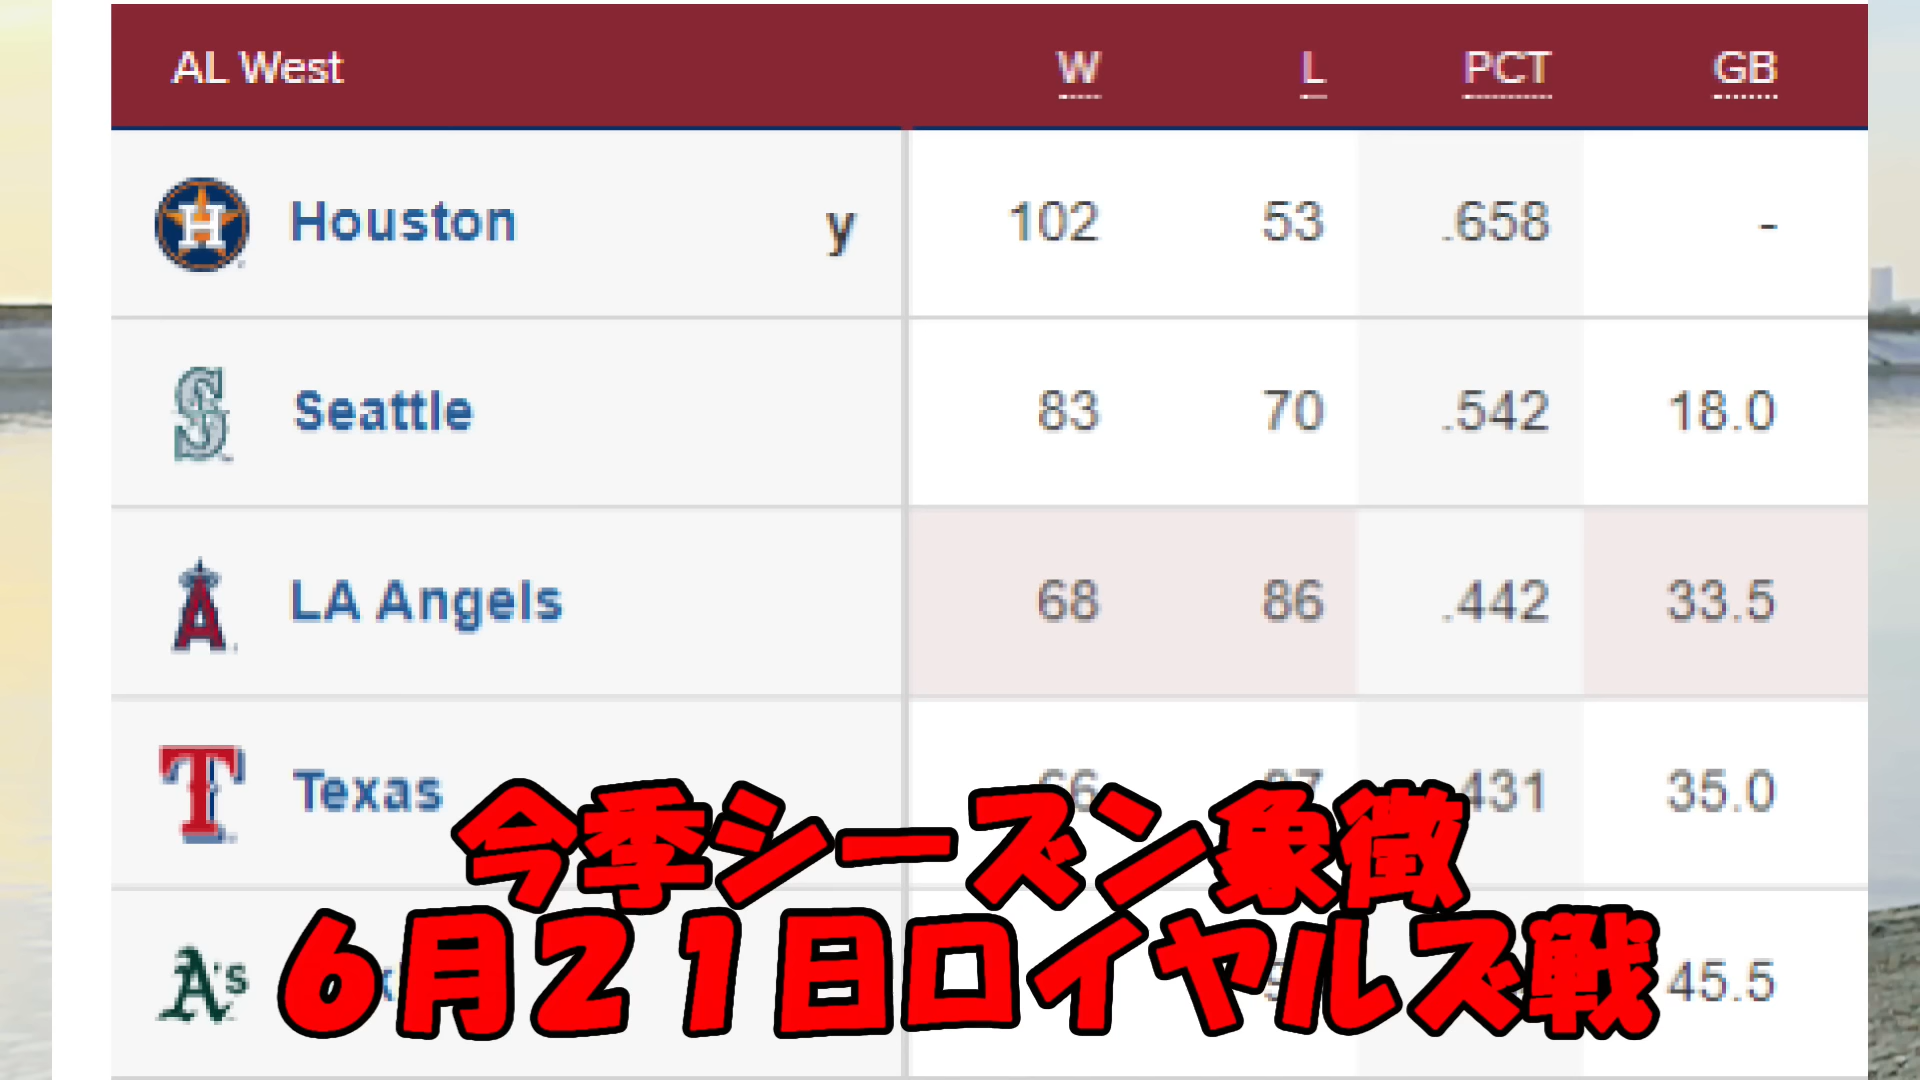 AL West W L PCT GB
Houston y 102 53 .658 -
Seattle 83 70 .542 18.0
LA Angels 68 86 .442 33.5
Texas 35.0
今季シーズン象徴
A's 45.5
6月21日ロイヤルズ戦